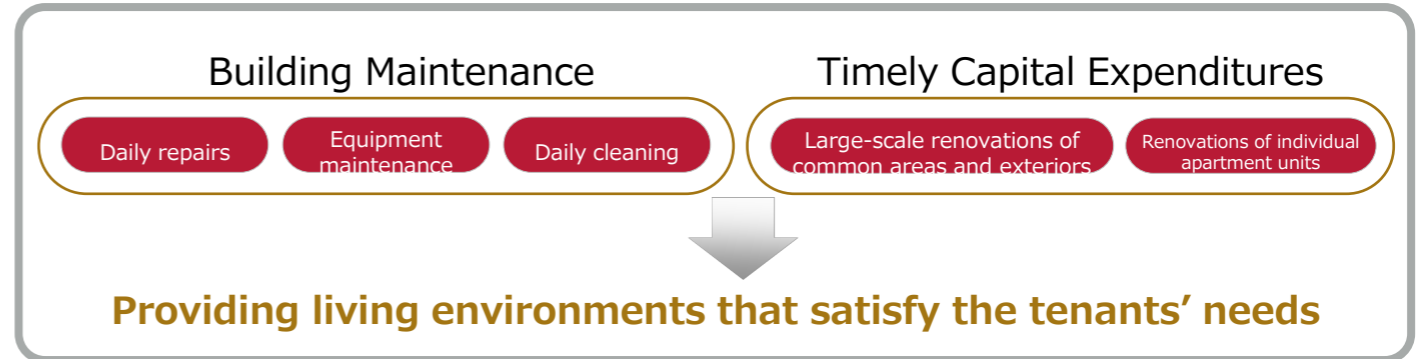 Building Maintenance
Timely Capital Expenditures
Daily repairs
Equipment
maintenance
Daily cleaning
Large-scale renovations of
common areas and exteriors
Renovations of individual
apartment units
Providing living environments that satisfy the tenants’ needs